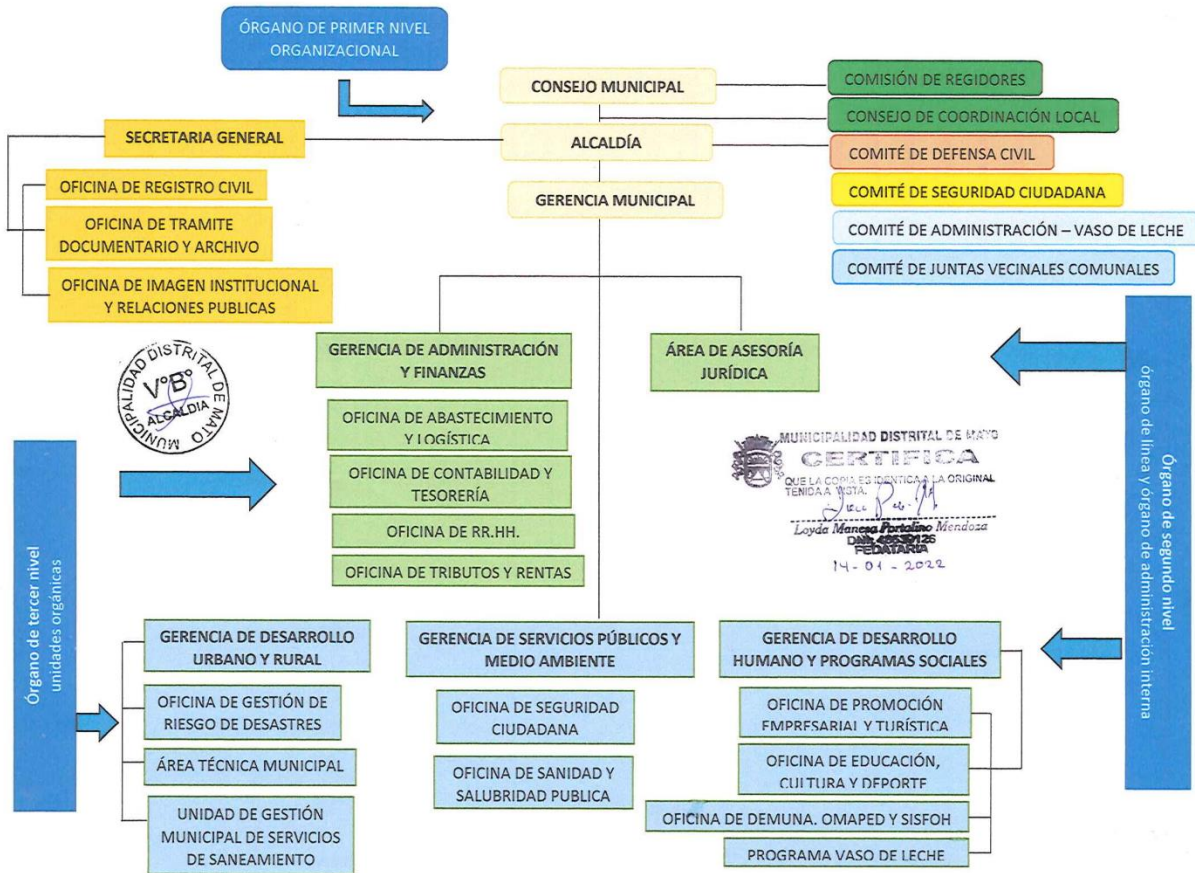 ÓRGANO DE PRIMER NIVEL
ORGANIZACIONAL
CONSEJO MUNICIPAL
COMISIÓN DE REGIDORES
CONSEJO DE COORDINACIÓN LOCAL
SECRETARIA GENERAL
ALCALDÍA
COMITÉ DE DEFENSA CIVIL
OFICINA DE REGISTRO CIVIL
GERENCIA MUNICIPAL
COMITÉ DE SEGURIDAD CIUDADANA
OFICINA DE TRAMITE
DOCUMENTARIO Y ARCHIVO
COMITÉ DE ADMINISTRACIÓN – VASO DE LECHE
OFICINA DE IMAGEN INSTITUCIONAL
Y RELACIONES PUBLICAS
COMITÉ DE JUNTAS VECINALES COMUNALES
GERENCIA DE ADMINISTRACIÓN
Y FINANZAS
ÁREA DE ASESORÍA
JURÍDICA
MUNICIPALIDAD DISTRITAL DE MATO
V°B°
ALCALDIA
OFICINA DE ABASTECIMIENTO
Y LOGÍSTICA
OFICINA DE CONTABILIDAD Y
TESORERÍA
OFICINA DE RR.HH.
OFICINA DE TRIBUTOS Y RENTAS
MUNICIPALIDAD DISTRITAL DE MATO
CERTIFICA
QUE LA COPIA ES IDENTICA A LA ORIGINAL
TENIDA A VISTA.
Loyda Manesa Portalino Mendoza
FEDATARIA
14-01-2022
Órgano de segundo nivel
órgano de línea y órgano de administración interna
Órgano de tercer nivel
unidades orgánicas
GERENCIA DE DESARROLLO
URBANO Y RURAL
OFICINA DE GESTIÓN DE
RIESGO DE DESASTRES
ÁREA TÉCNICA MUNICIPAL
UNIDAD DE GESTIÓN
MUNICIPAL DE SERVICIOS
DE SANEAMIENTO
GERENCIA DE SERVICIOS PÚBLICOS Y
MEDIO AMBIENTE
OFICINA DE SEGURIDAD
CIUDADANA
OFICINA DE SANIDAD Y
SALUBRIDAD PUBLICA
GERENCIA DE DESARROLLO
HUMANO Y PROGRAMAS SOCIALES
OFICINA DE PROMOCIÓN
EMPRESARIAL Y TURÍSTICA
OFICINA DE EDUCACIÓN,
CULTURA Y DEPORTE
OFICINA DE DEMUNA. OMAPED Y SISFOH
PROGRAMA VASO DE LECHE